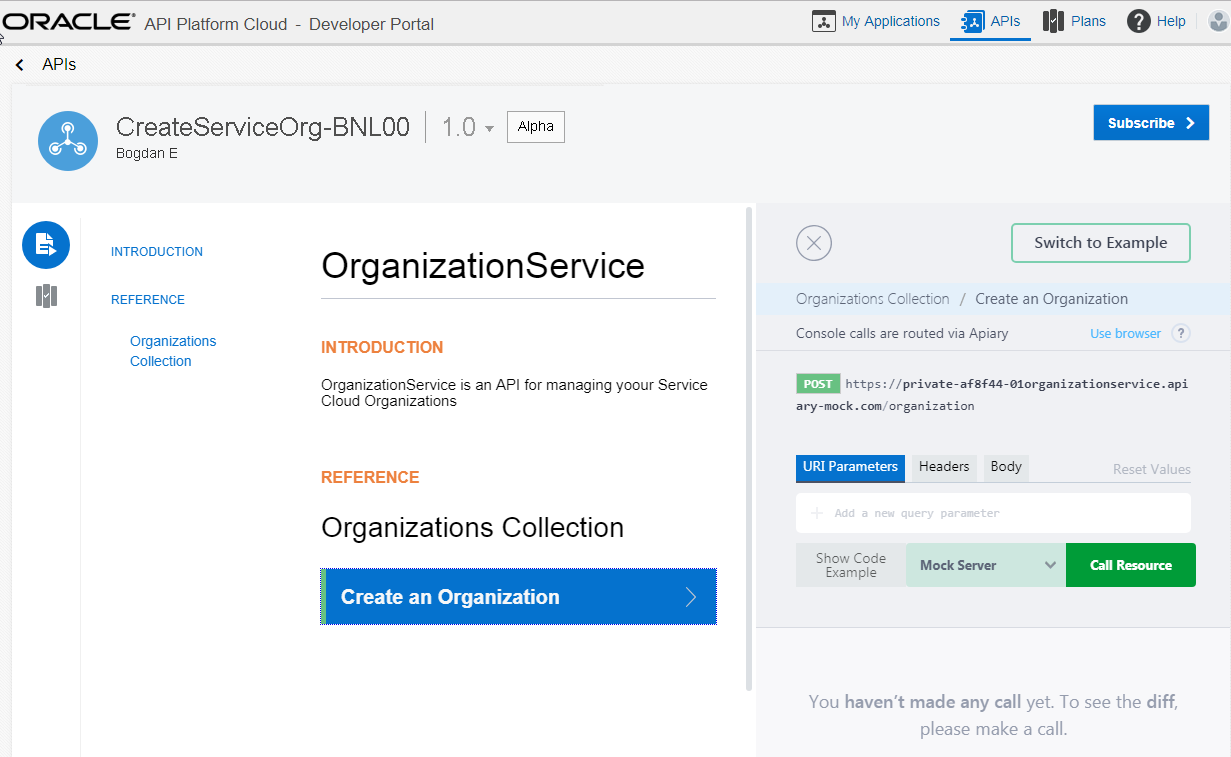 ORACLE® API Platform Cloud - Developer Portal
My Applications
APIs
Plans
Help
APIs
CreateServiceOrg-BNL00
1.0
Alpha
Bogdan E
Subscribe
INTRODUCTION
REFERENCE
Organizations
Collection
OrganizationService
INTRODUCTION
OrganizationService is an API for managing yoour Service
Cloud Organizations
REFERENCE
Organizations Collection
Create an Organization
Switch to Example
Organizations Collection / Create an Organization
Console calls are routed via Apiary
Use browser ?
POST https://private-af8f44-01organizationservice.api
ary-mock.com/organization
URI Parameters
Headers
Body
Reset Values
+ Add a new query parameter
Show Code
Example
Mock Server
Call Resource
You haven't made any call yet. To see the diff,
please make a call.